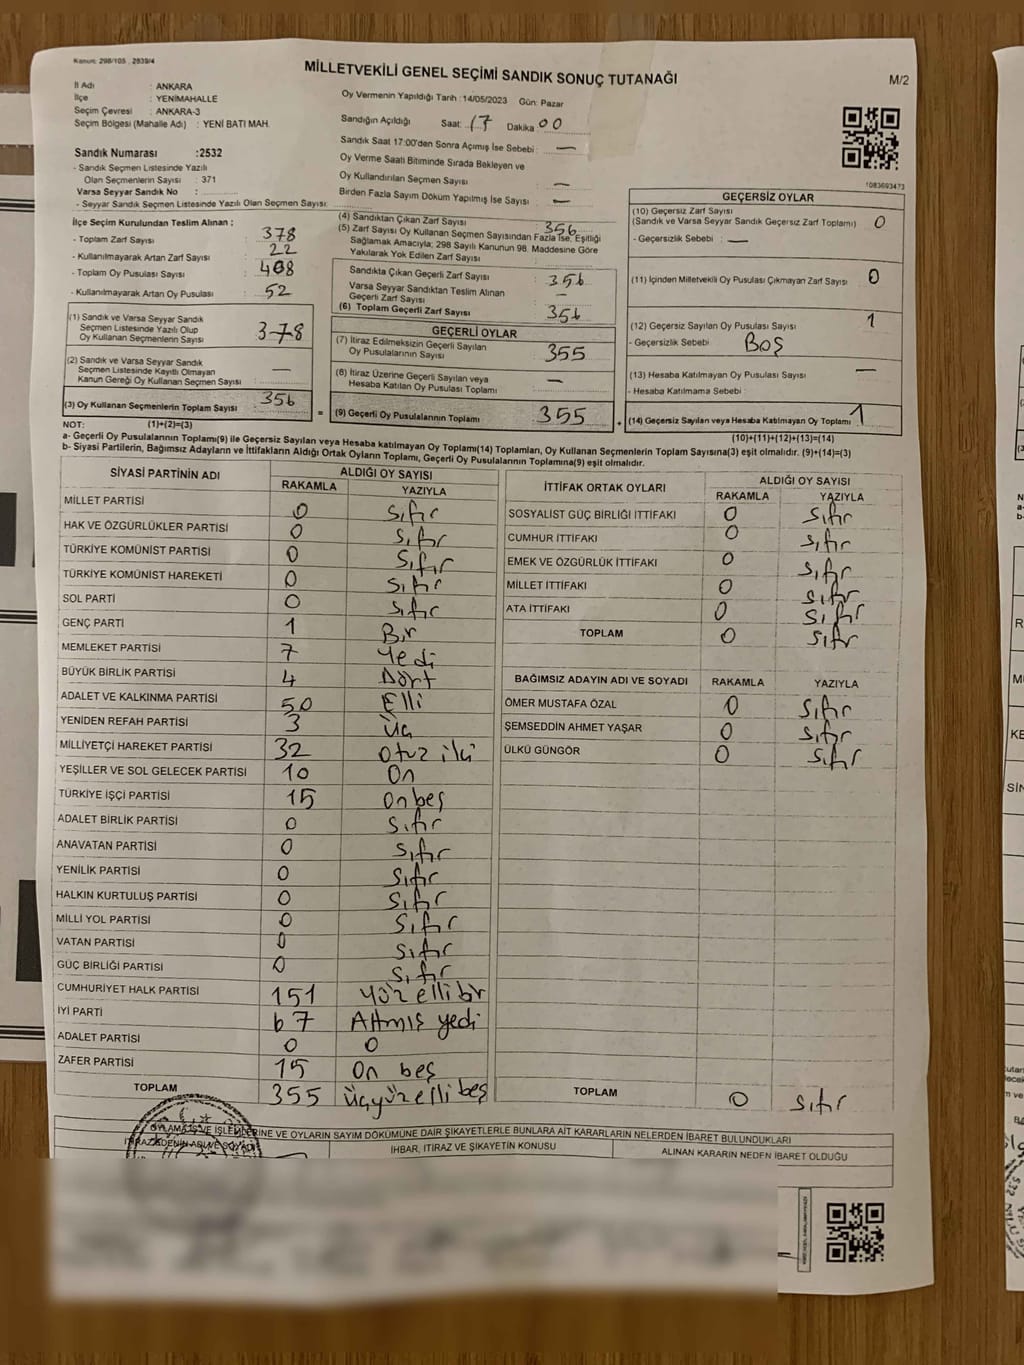 Kanun: 298/105 , 2839/4
MİLLETVEKİLİ GENEL SEÇİMİ SANDIK SONUÇ TUTANAĞI
M/2
İl Adı : ANKARA
İlçe : YENİMAHALLE
Seçim Çevresi : ANKARA-3
Seçim Bölgesi (Mahalle Adı) : YENİ BATI MAH.
Sandık Numarası :2532
- Sandık Seçmen Listesinde Yazılı
Olan Seçmenlerin Sayısı : 371
Varsa Seyyar Sandık No :
- Seyyar Sandık Seçmen Listesinde Yazılı Olan Seçmen Sayısı:
Oy Vermenin Yapıldığı Tarih :14/05/2023 Gün: Pazar
Sandığın Açıldığı Saat: 17 Dakika 00
Sandık Saat 17:00'den Sonra Açımış İse Sebebi : —
Oy Verme Saati Bitiminde Sırada Bekleyen ve
Oy Kullandırılan Seçmen Sayısı : —
Birden Fazla Sayım Döküm Yapılmış İse Sayısı : —
1083693473
İlçe Seçim Kurulundan Teslim Alınan :
- Toplam Zarf Sayısı : 378
- Kullanılmayarak Artan Zarf Sayısı : 22
- Toplam Oy Pusulası Sayısı : 408
- Kullanılmayarak Artan Oy Pusulası : 52
(1) Sandık ve Varsa Seyyar Sandık
Seçmen Listesinde Yazılı Olup
Oy Kullanan Seçmenlerin Sayısı : 378
(2) Sandık ve Varsa Seyyar Sandık
Seçmen Listesinde Kayıtlı Olmayan
Kanun Gereği Oy Kullanan Seçmen Sayısı : —
(3) Oy Kullanan Seçmenlerin Toplam Sayısı : 356
(4) Sandıktan Çıkan Zarf Sayısı : 356
(5) Zarf Sayısı Oy Kullanan Seçmen Sayısından Fazla İse, Eşitliği
Sağlamak Amacıyla; 298 Sayılı Kanunun 98. Maddesine Göre
Yakılarak Yok Edilen Zarf Sayısı :
Sandıkta Çıkan Geçerli Zarf Sayısı : 356
Varsa Seyyar Sandıktan Teslim Alınan
Geçerli Zarf Sayısı : —
(6) Toplam Geçerli Zarf Sayısı : 356
GEÇERLİ OYLAR
(7) İtiraz Edilmeksizin Geçerli Sayılan
Oy Pusulalarının Sayısı : 355
(8) İtiraz Üzerine Geçerli Sayılan veya
Hesaba Katılan Oy Pusulası Toplamı : —
= (9) Geçerli Oy Pusulalarının Toplamı : 355
GEÇERSİZ OYLAR
(10) Geçersiz Zarf Sayısı
(Sandık ve Varsa Seyyar Sandık Geçersiz Zarf Toplamı) : 0
- Geçersizlik Sebebi : —
(11) İçinden Milletvekili Oy Pusulası Çıkmayan Zarf Sayısı : 0
(12) Geçersiz Sayılan Oy Pusulası Sayısı : 1
- Geçersizlik Sebebi : Boş
(13) Hesaba Katılmayan Oy Pusulası Sayısı : —
- Hesaba Katılmama Sebebi :
+ (14) Geçersiz Sayılan veya Hesaba Katılmayan Oy Toplamı : 1
NOT: (1)+(2)=(3)
(10)+(11)+(12)+(13)=(14)
a- Geçerli Oy Pusulalarının Toplamı(9) ile Geçersiz Sayılan veya Hesaba katılmayan Oy Toplamı(14) Toplamları, Oy Kullanan Seçmenlerin Toplam Sayısına(3) eşit olmalıdır. (9)+(14)=(3)
b- Siyasi Partilerin, Bağımsız Adayların ve İttifakların Aldığı Ortak Oyların Toplamı, Geçerli Oy Pusulalarının Toplamına(9) eşit olmalıdır.
SİYASİ PARTİNİN ADI ALDIĞI OY SAYISI
RAKAMLA YAZIYLA
MİLLET PARTİSİ 0 sıfır
HAK VE ÖZGÜRLÜKLER PARTİSİ 0 sıfır
TÜRKİYE KOMÜNİST PARTİSİ 0 sıfır
TÜRKİYE KOMÜNİST HAREKETİ 0 sıfır
SOL PARTİ 0 sıfır
GENÇ PARTİ 1 Bir
MEMLEKET PARTİSİ 7 Yedi
BÜYÜK BİRLİK PARTİSİ 4 Dört
ADALET VE KALKINMA PARTİSİ 50 Elli
YENİDEN REFAH PARTİSİ 3 Üç
MİLLİYETÇİ HAREKET PARTİSİ 32 otuz iki
YEŞİLLER VE SOL GELECEK PARTİSİ 10 On
TÜRKİYE İŞÇİ PARTİSİ 15 On beş
ADALET BİRLİK PARTİSİ 0 sıfır
ANAVATAN PARTİSİ 0 sıfır
YENİLİK PARTİSİ 0 sıfır
HALKIN KURTULUŞ PARTİSİ 0 sıfır
MİLLİ YOL PARTİSİ 0 sıfır
VATAN PARTİSİ 0 sıfır
GÜÇ BİRLİĞİ PARTİSİ 0 sıfır
CUMHURİYET HALK PARTİSİ 151 Yüz elli bir
İYİ PARTİ 67 Altmış yedi
ADALET PARTİSİ 0 0
ZAFER PARTİSİ 15 On beş
TOPLAM 355 üçyüz elli beş
İTTİFAK ORTAK OYLARI ALDIĞI OY SAYISI
RAKAMLA YAZIYLA
SOSYALİST GÜÇ BİRLİĞİ İTTİFAKI 0 sıfır
CUMHUR İTTİFAKI 0 sıfır
EMEK VE ÖZGÜRLÜK İTTİFAKI 0 sıfır
MİLLET İTTİFAKI 0 sıfır
ATA İTTİFAKI 0 sıfır
TOPLAM 0 sıfır
BAĞIMSIZ ADAYIN ADI VE SOYADI RAKAMLA YAZIYLA
ÖMER MUSTAFA ÖZAL 0 sıfır
ŞEMSEDDİN AHMET YAŞAR 0 sıfır
ÜLKÜ GÜNGÖR 0 sıfır
TOPLAM 0 sıfır
OYLAMA İŞ VE İŞLEMLERİNE VE OYLARIN SAYIM DÖKÜMÜNE DAİR ŞİKAYETLERLE BUNLARA AİT KARARLARIN NELERDEN İBARET BULUNDUKLARI
İTİRAZ EDENİN ADI VE SOYADI İHBAR, İTİRAZ VE ŞİKAYETİN KONUSU ALINAN KARARIN NEDEN İBARET OLDUĞU